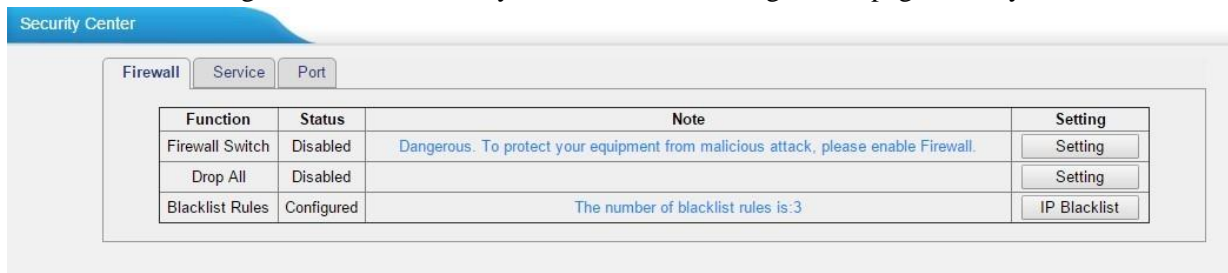 Security Center
Firewall Service Port
Function Status Note Setting
Firewall Switch Disabled Dangerous. To protect your equipment from malicious attack, please enable Firewall. Setting
Drop All Disabled Setting
Blacklist Rules Configured The number of blacklist rules is:3 IP Blacklist